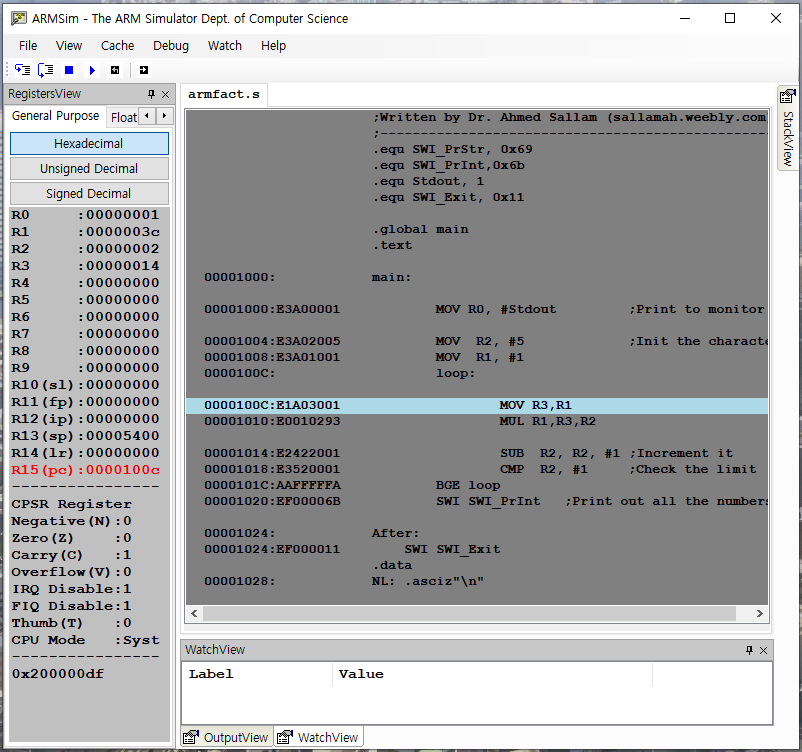 ARMSim - The ARM Simulator Dept. of Computer Science
File View Cache Debug Watch Help
RegistersView
General Purpose Float
Hexadecimal
Unsigned Decimal
Signed Decimal
R0 :00000001
R1 :0000003c
R2 :00000002
R3 :00000014
R4 :00000000
R5 :00000000
R6 :00000000
R7 :00000000
R8 :00000000
R9 :00000000
R10(sl):00000000
R11(fp):00000000
R12(ip):00000000
R13(sp):00005400
R14(lr):00000000
R15(pc):0000100c
-----------------
CPSR Register
Negative(N):0
Zero(Z) :0
Carry(C) :1
Overflow(V):0
IRQ Disable:1
FIQ Disable:1
Thumb(T) :0
CPU Mode :Syst
-----------------
0x200000df
armfact.s
;Written by Dr. Ahmed Sallam (sallamah.weebly.com
;------------------------------------------------
.equ SWI_PrStr, 0x69
.equ SWI_PrInt,0x6b
.equ Stdout, 1
.equ SWI_Exit, 0x11
.global main
.text
00001000: main:
00001000:E3A00001 MOV R0, #Stdout ;Print to monitor
00001004:E3A02005 MOV R2, #5 ;Init the characte
00001008:E3A01001 MOV R1, #1
0000100C: loop:
0000100C:E1A03001 MOV R3,R1
00001010:E0010293 MUL R1,R3,R2
00001014:E2422001 SUB R2, R2, #1 ;Increment it
00001018:E3520001 CMP R2, #1 ;Check the limit
0000101C:AAFFFFFA BGE loop
00001020:EF00006B SWI SWI_PrInt ;Print out all the numbers
00001024: After:
00001024:EF000011 SWI SWI_Exit
.data
00001028: NL: .asciz"\n"
StackView
WatchView
Label Value
OutputView WatchView